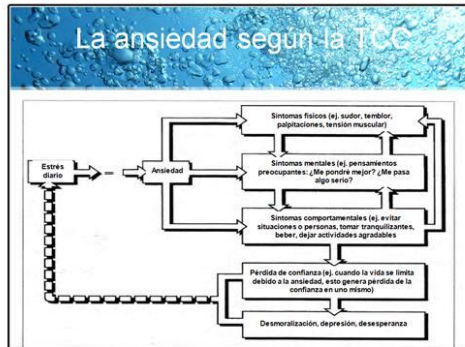 La ansiedad según la TCC
Síntomas físicos (ej. sudor, temblor,
palpitaciones, tensión muscular)
Estrés
diario
Ansiedad
Síntomas mentales (ej. pensamientos
preocupantes: ¿Me pondré mejor? ¿Me pasa
algo serio?
Síntomas comportamentales (ej. evitar
situaciones o personas, tomar tranquilizantes,
beber, dejar actividades agradables
Pérdida de confianza (ej. cuando la vida se limita
debido a la ansiedad, esto genera pérdida de la
confianza en uno mismo)
Desmoralización, depresión, desesperanza